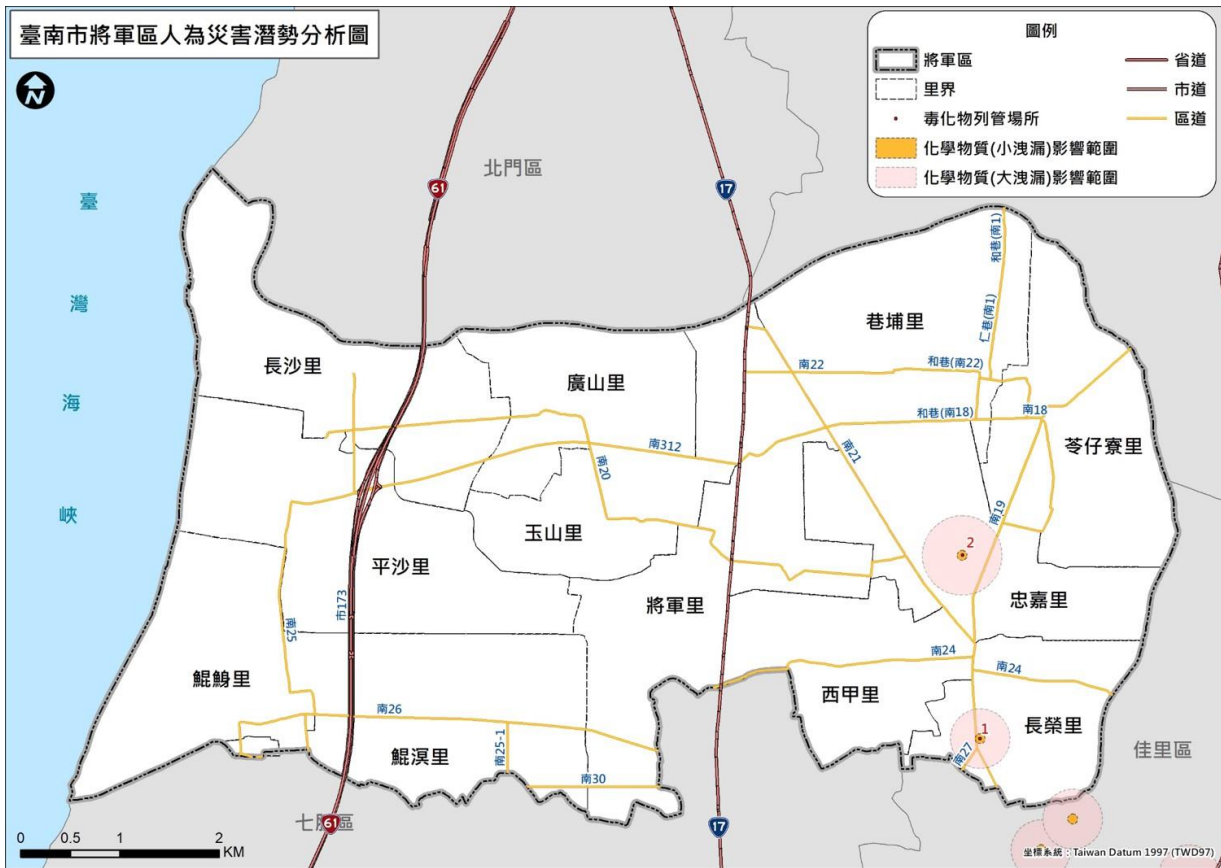 臺南市將軍區人為災害潛勢分析圖
N
圖例
將軍區
里界
毒化物列管場所
化學物質(小洩漏)影響範圍
化學物質(大洩漏)影響範圍
省道
市道
區道
臺
灣
海
峽
北門區
61
17
和巷(南1)
仁巷(南1)
巷埔里
長沙里
廣山里
南22
和巷(南22)
和巷(南18)
南18
苓仔寮里
南312
南20
南21
南19
玉山里
2
平沙里
將軍里
忠嘉里
市173
南25
南24
南24
鯤鯓里
西甲里
長榮里
1
南26
鯤溟里
南25-1
南27
佳里區
南30
七股區
61
17
0 0.5 1 2
KM
坐標系統：Taiwan Datum 1997 (TWD97)